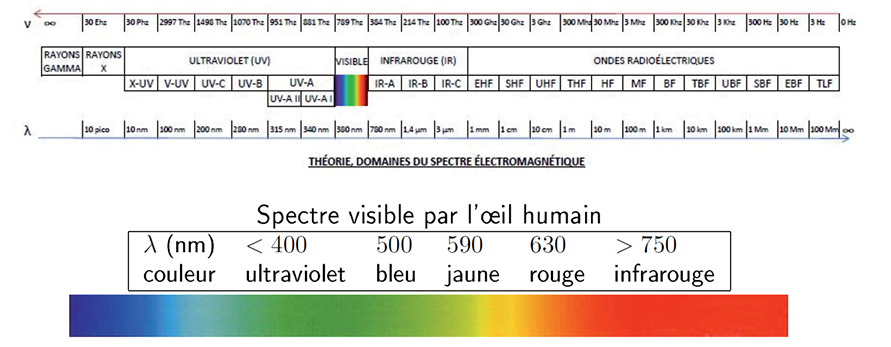 ν ∞ 30 Ehz 30 Phz 2997 Thz 1498 Thz 1070 Thz 951 Thz 881 Thz 789 Thz 384 Thz 214 Thz 100 Thz 300 Ghz 30 Ghz 3 Ghz 300 Mhz 30 Mhz 3 Mhz 300 Khz 30 Khz 3 Khz 300 Hz 30 Hz 3 Hz 0 Hz
RAYONS GAMMA RAYONS X ULTRAVIOLET (UV) VISIBLE INFRAROUGE (IR) ONDES RADIOÉLECTRIQUES
X-UV V-UV UV-C UV-B UV-A IR-A IR-B IR-C EHF SHF UHF THF HF MF BF TBF UBF SBF EBF TLF
UV-A II UV-A I
λ 10 pico 10 nm 100 nm 200 nm 280 nm 315 nm 340 nm 380 nm 780 nm 1,4 µm 3 µm 1 mm 1 cm 10 cm 1 m 10 m 100 m 1 km 10 km 100 km 1 Mm 10 Mm 100 Mm ∞
THÉORIE, DOMAINES DU SPECTRE ÉLECTROMAGNÉTIQUE
Spectre visible par l'œil humain
λ (nm) < 400 500 590 630 > 750
couleur ultraviolet bleu jaune rouge infrarouge